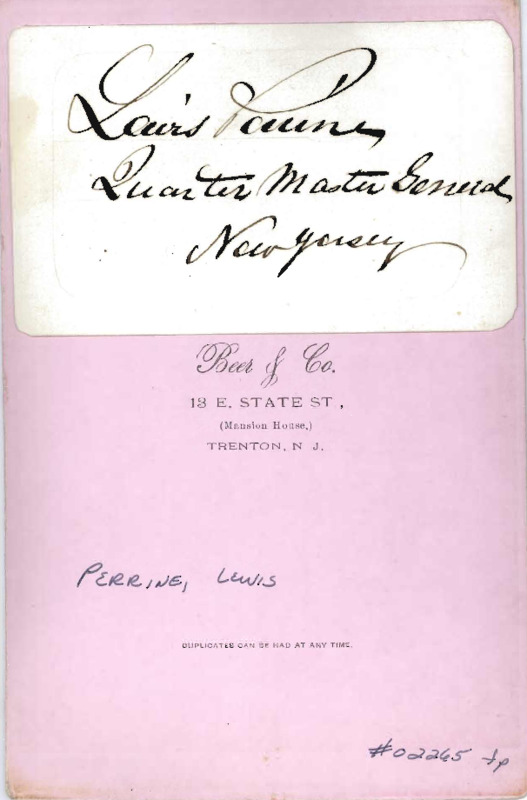 Lewis Perrine
Quarter Master General
New Jersey
Beer & Co.
13 E. STATE ST,
(Mansion House,)
TRENTON, N J.
PERRINE, LEWIS
DUPLICATES CAN BE HAD AT ANY TIME.
#02265